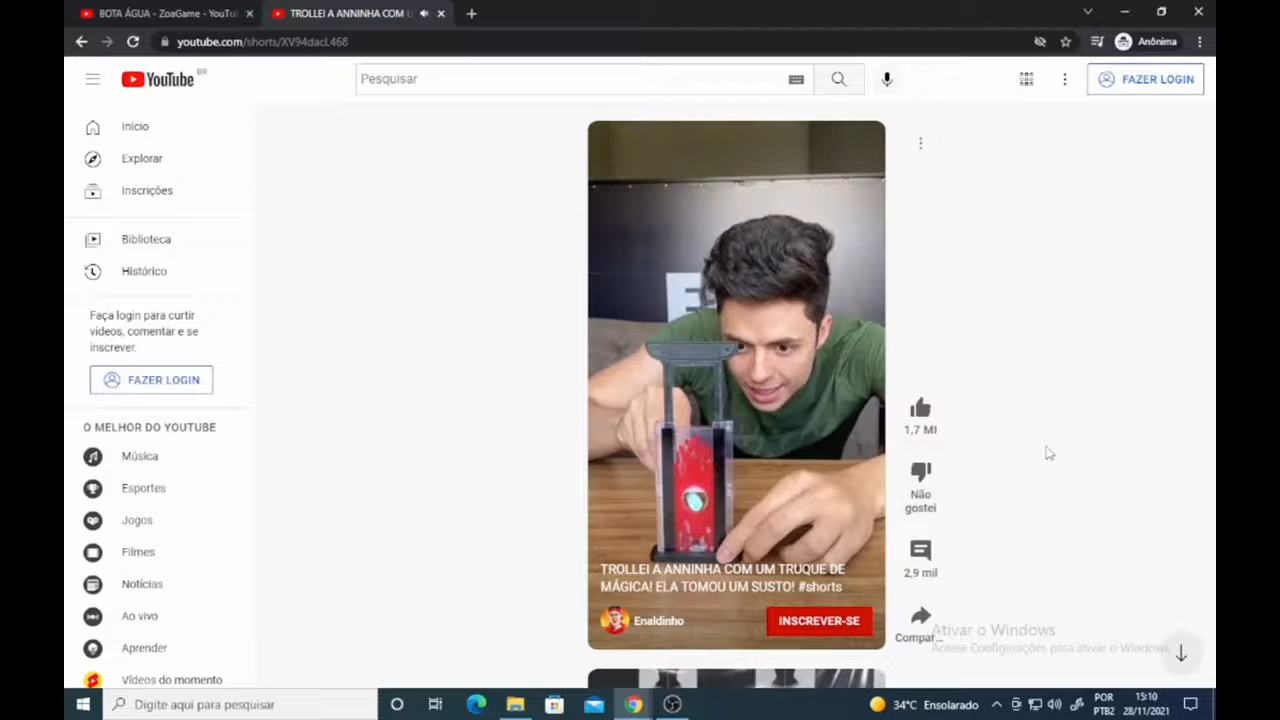 BOTA ÁGUA - ZoaGame - YouTu
TROLLEI A ANNINHA COM U
youtube.com/shorts/XV94dacL468
Anônima
YouTube BR
Pesquisar
FAZER LOGIN
Início
Explorar
Inscrições
Biblioteca
Histórico
Faça login para curtir
vídeos, comentar e se
inscrever.
FAZER LOGIN
O MELHOR DO YOUTUBE
Música
Esportes
Jogos
Filmes
Notícias
Ao vivo
Aprender
Vídeos do momento
E
TROLLEI A ANNINHA COM UM TRUQUE DE
MÁGICA! ELA TOMOU UM SUSTO! #shorts
Enaldinho
INSCREVER-SE
1,7 MI
Não
gostei
2,9 mil
Compar...
Ativar o Windows
Acesse Configurações para ativar o Windows.
Digite aqui para pesquisar
34°C Ensolarado
POR
PTB2
15:10
28/11/2021